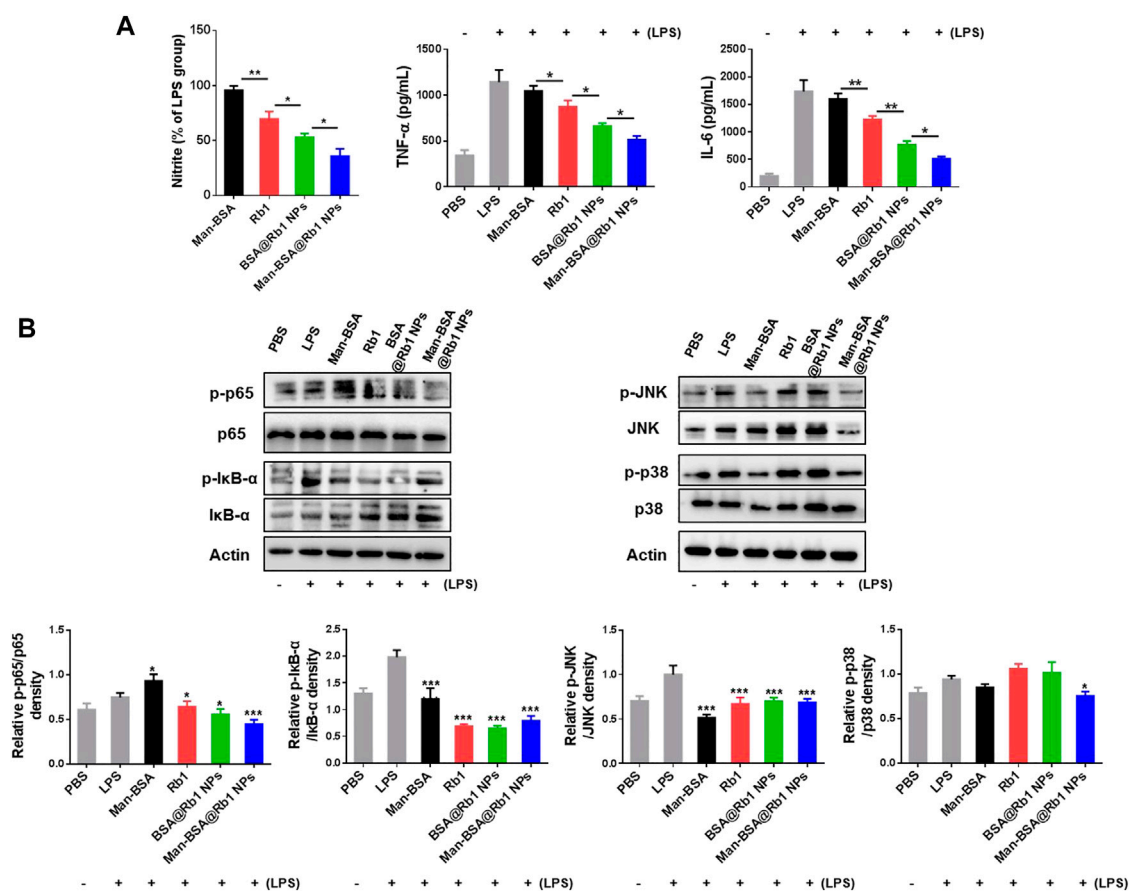 A
Nitrite (% of LPS group)
150
100
50
0
** * *
Man-BSA
Rb1
BSA@Rb1 NPs
Man-BSA@Rb1 NPs
- + + + + + (LPS)
TNF-α (pg/mL)
1500
1000
500
0
* * *
PBS
LPS
Man-BSA
Rb1
BSA@Rb1 NPs
Man-BSA@Rb1 NPs
- + + + + + (LPS)
IL-6 (pg/mL)
2500
2000
1500
1000
500
0
** ** *
PBS
LPS
Man-BSA
Rb1
BSA@Rb1 NPs
Man-BSA@Rb1 NPs
B
PBS
LPS
Man-BSA
Rb1
BSA
@Rb1 NPs
Man-BSA
@Rb1 NPs
p-p65
p65
p-IκB-α
IκB-α
Actin
- + + + + + (LPS)
PBS
LPS
Man-BSA
Rb1
BSA
@Rb1 NPs
Man-BSA
@Rb1 NPs
p-JNK
JNK
p-p38
p38
Actin
- + + + + + (LPS)
Relative p-p65/p65
density
1.5
1.0
0.5
0.0
* * * ***
PBS
LPS
Man-BSA
Rb1
BSA@Rb1 NPs
Man-BSA@Rb1 NPs
- + + + + + (LPS)
Relative p-IkB-α
/IκB-α density
2.5
2.0
1.5
1.0
0.5
0.0
*** *** *** ***
PBS
LPS
Man-BSA
Rb1
BSA@Rb1 NPs
Man-BSA@Rb1 NPs
- + + + + + (LPS)
Relative p-JNK
/JNK density
1.5
1.0
0.5
0.0
*** *** *** ***
PBS
LPS
Man-BSA
Rb1
BSA@Rb1 NPs
Man-BSA@Rb1 NPs
- + + + + + (LPS)
Relative p-p38
/p38 density
1.5
1.0
0.5
0.0
*
PBS
LPS
Man-BSA
Rb1
BSA@Rb1 NPs
Man-BSA@Rb1 NPs
- + + + + + (LPS)